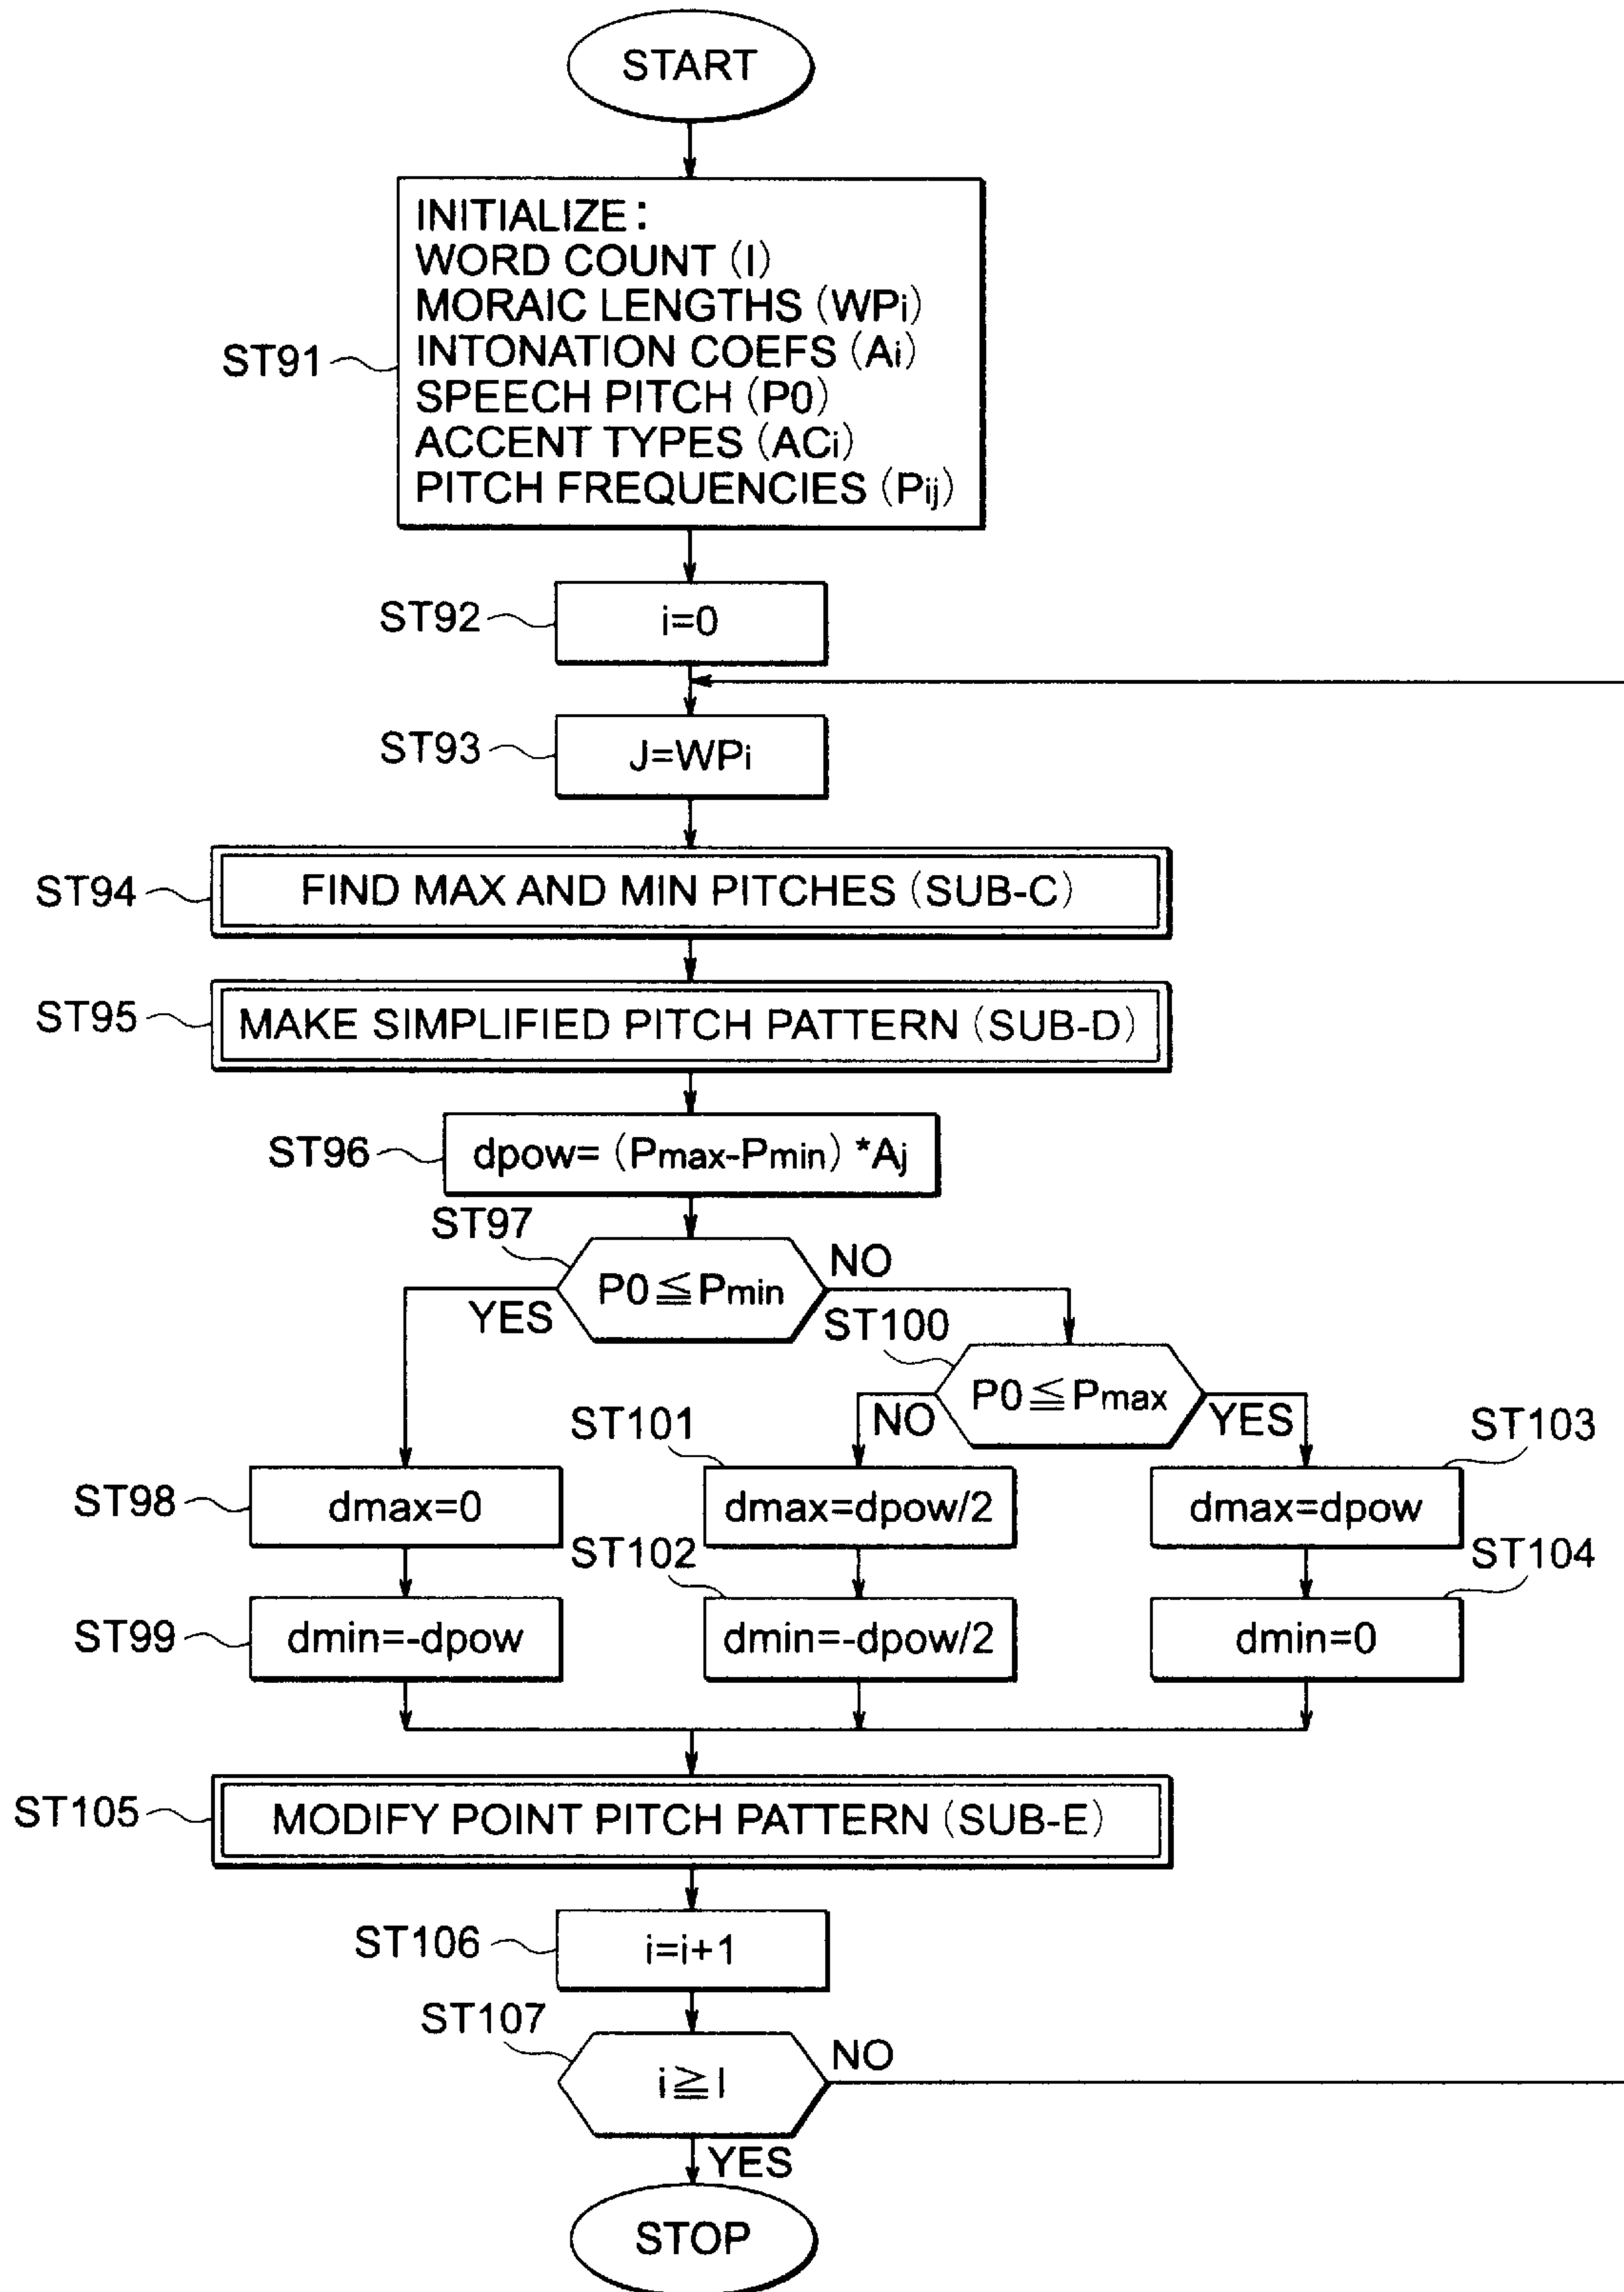 START
INITIALIZE:
WORD COUNT (I)
MORAIC LENGTHS (WPi)
INTONATION COEFS (Ai)
SPEECH PITCH (P0)
ACCENT TYPES (ACi)
PITCH FREQUENCIES (Pij)
ST91
ST92
i=0
ST93
J=WPi
ST94
FIND MAX AND MIN PITCHES (SUB-C)
ST95
MAKE SIMPLIFIED PITCH PATTERN (SUB-D)
ST96
dpow= (Pmax-Pmin) *Aj
ST97
P0≦Pmin
NO
YES
ST100
P0≦Pmax
NO
YES
ST98
dmax=0
ST101
dmax=dpow/2
ST103
dmax=dpow
ST99
dmin=-dpow
ST102
dmin=-dpow/2
ST104
dmin=0
ST105
MODIFY POINT PITCH PATTERN (SUB-E)
ST106
i=i+1
ST107
i≧I
NO
YES
STOP